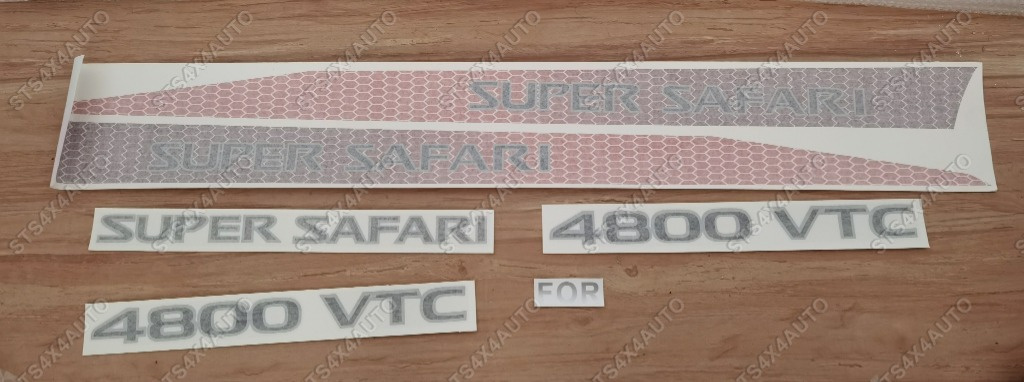 SUPER SAFARI
SUPER SAFARI
SUPER SAFARI
4800 VTC
FOR
4800 VTC
STS4X4AUTO